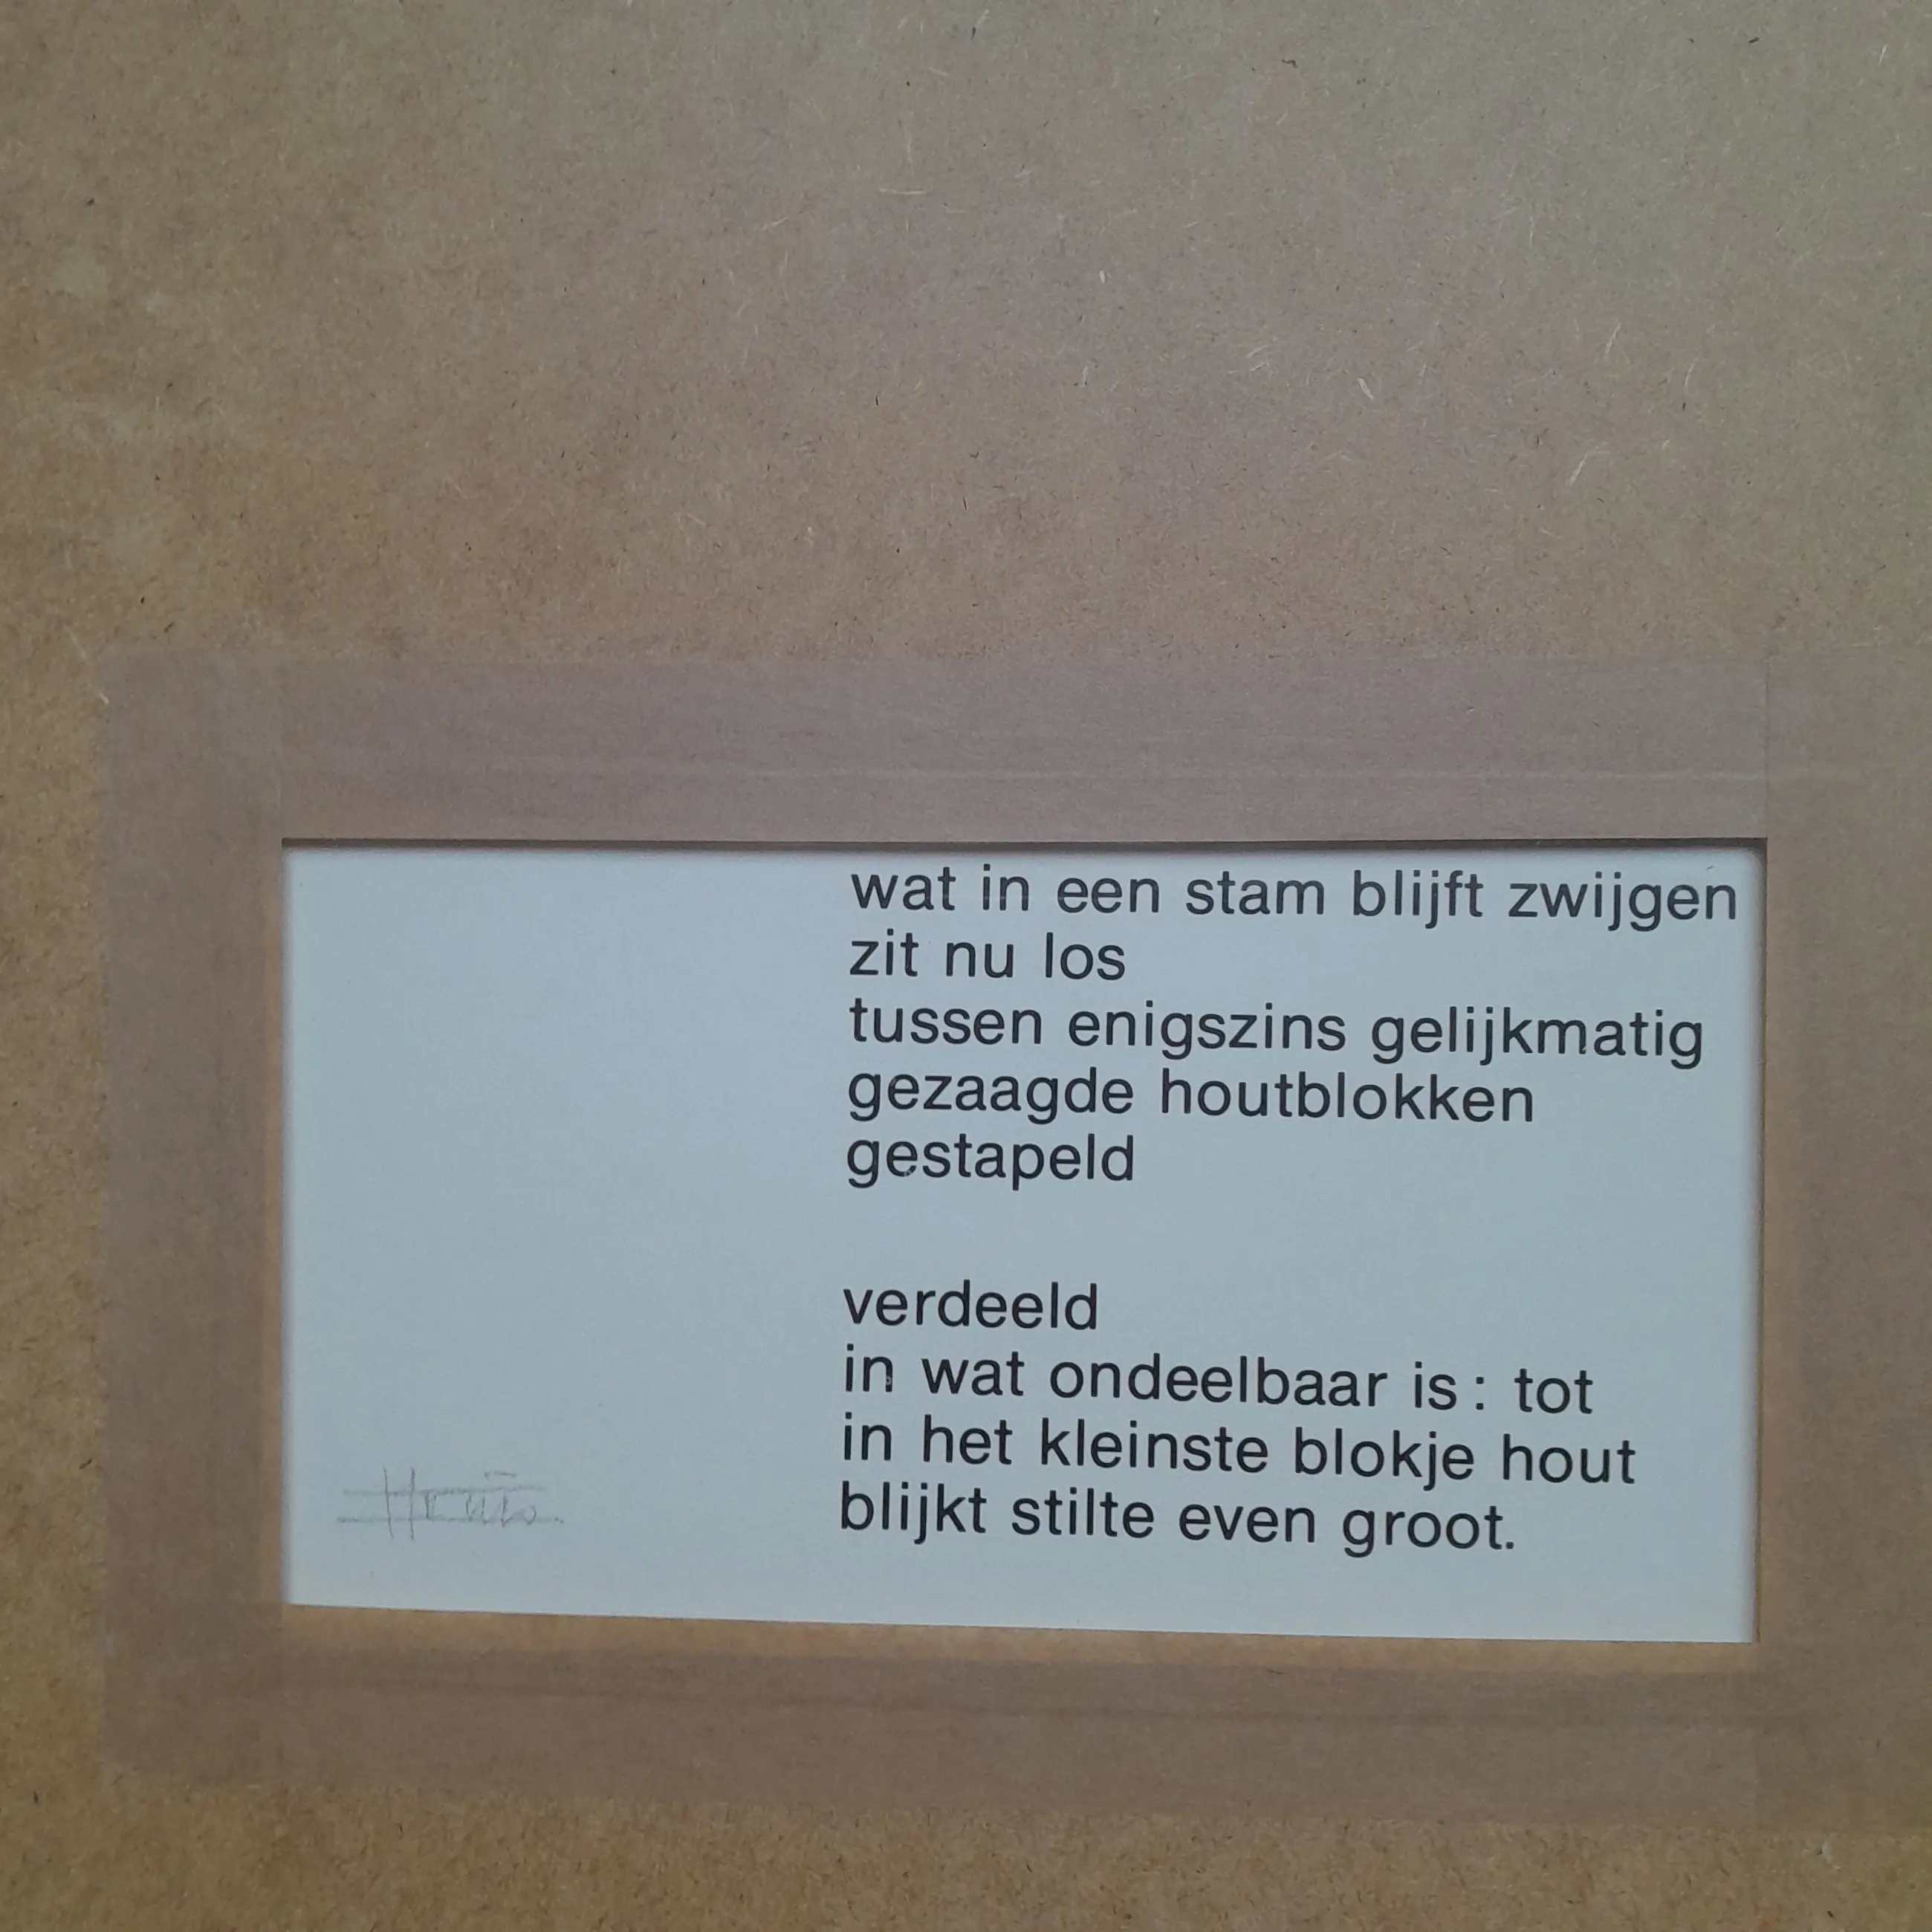 wat in een stam blijft zwijgen
zit nu los
tussen enigszins gelijkmatig
gezaagde houtblokken
gestapeld
verdeeld
in wat ondeelbaar is: tot
in het kleinste blokje hout
blijkt stilte even groot.